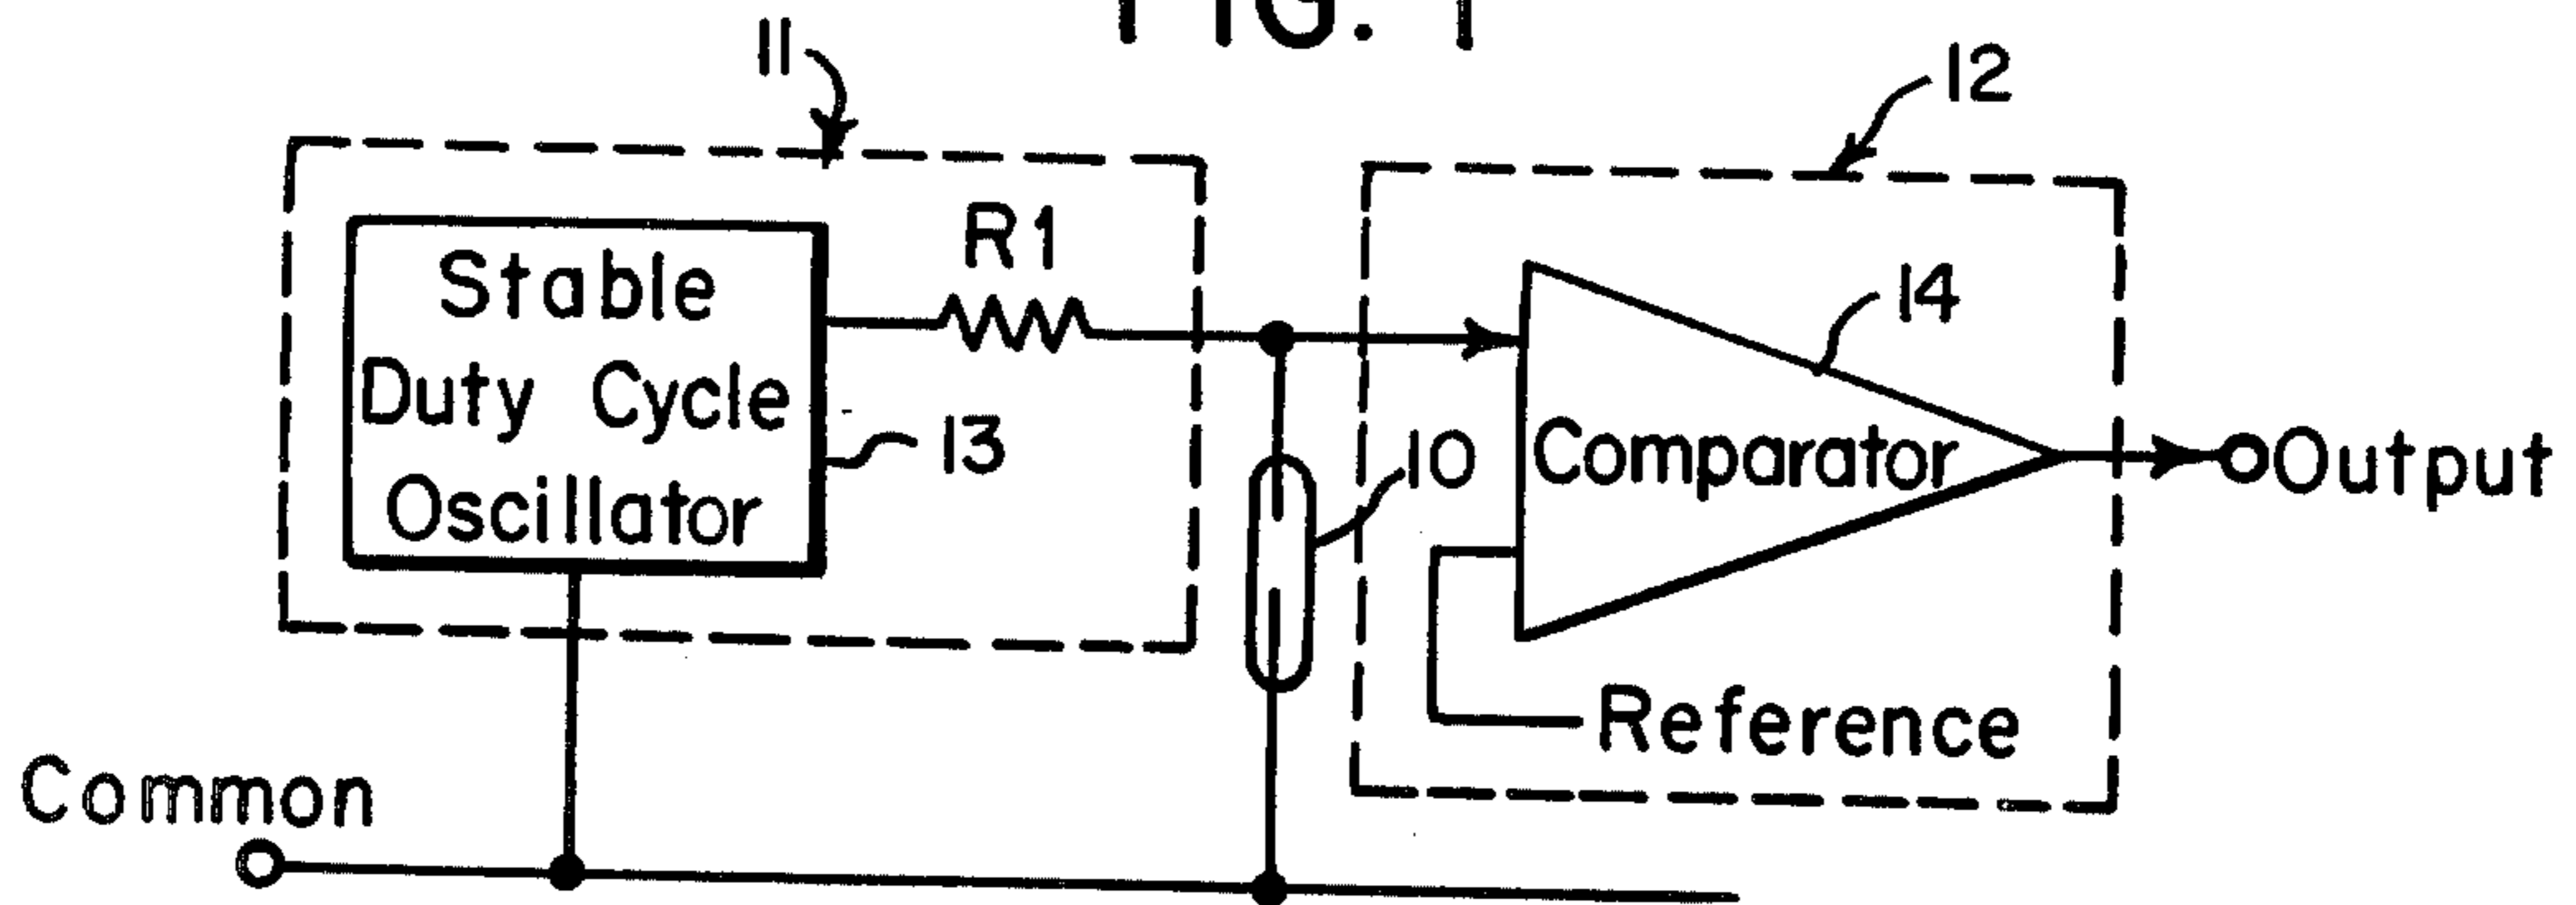 FIG. 1
11
12
R1
14
Stable
Duty Cycle
Oscillator
13
10
Comparator
Output
Reference
Common